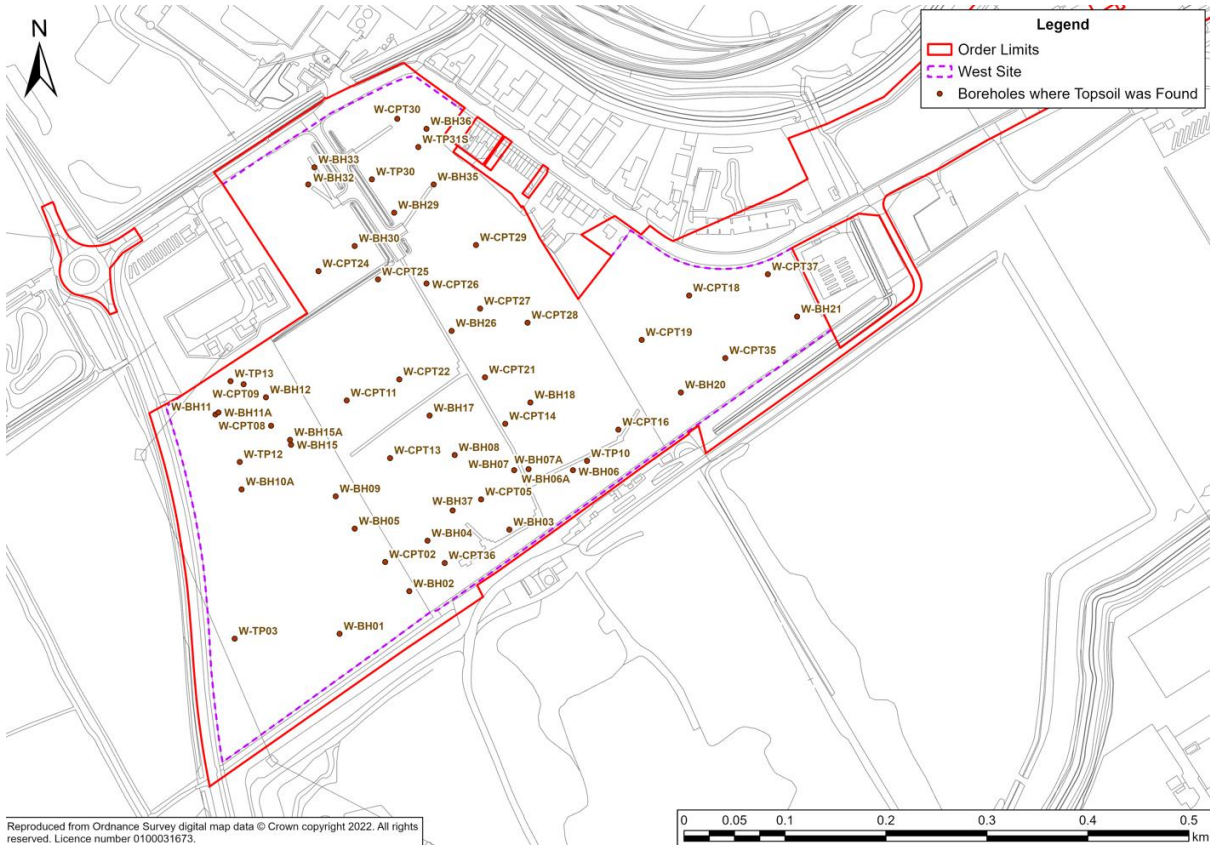 N
Legend
Order Limits
West Site
Boreholes where Topsoil was Found
W-CPT30
W-BH36
W-TP31S
W-BH33
W-BH32
W-TP30
W-BH35
W-BH29
W-BH30
W-CPT29
W-CPT24
W-CPT25
W-CPT26
W-CPT37
W-CPT18
W-CPT27
W-CPT28
W-BH21
W-BH26
W-CPT19
W-CPT35
W-TP13
W-CPT22
W-CPT21
W-CPT09
W-BH12
W-CPT11
W-BH20
W-BH11
W-BH11A
W-BH17
W-BH18
W-CPT08
W-CPT14
W-CPT16
W-BH15A
W-BH15
W-TP12
W-CPT13
W-BH08
W-BH07
W-BH07A
W-TP10
W-BH06A
W-BH06
W-BH10A
W-BH09
W-CPT05
W-BH37
W-BH05
W-BH03
W-BH04
W-CPT02
W-CPT36
W-BH02
W-TP03
W-BH01
Reproduced from Ordnance Survey digital map data © Crown copyright 2022. All rights
reserved. Licence number 0100031673.
0 0.05 0.1 0.2 0.3 0.4 0.5
km